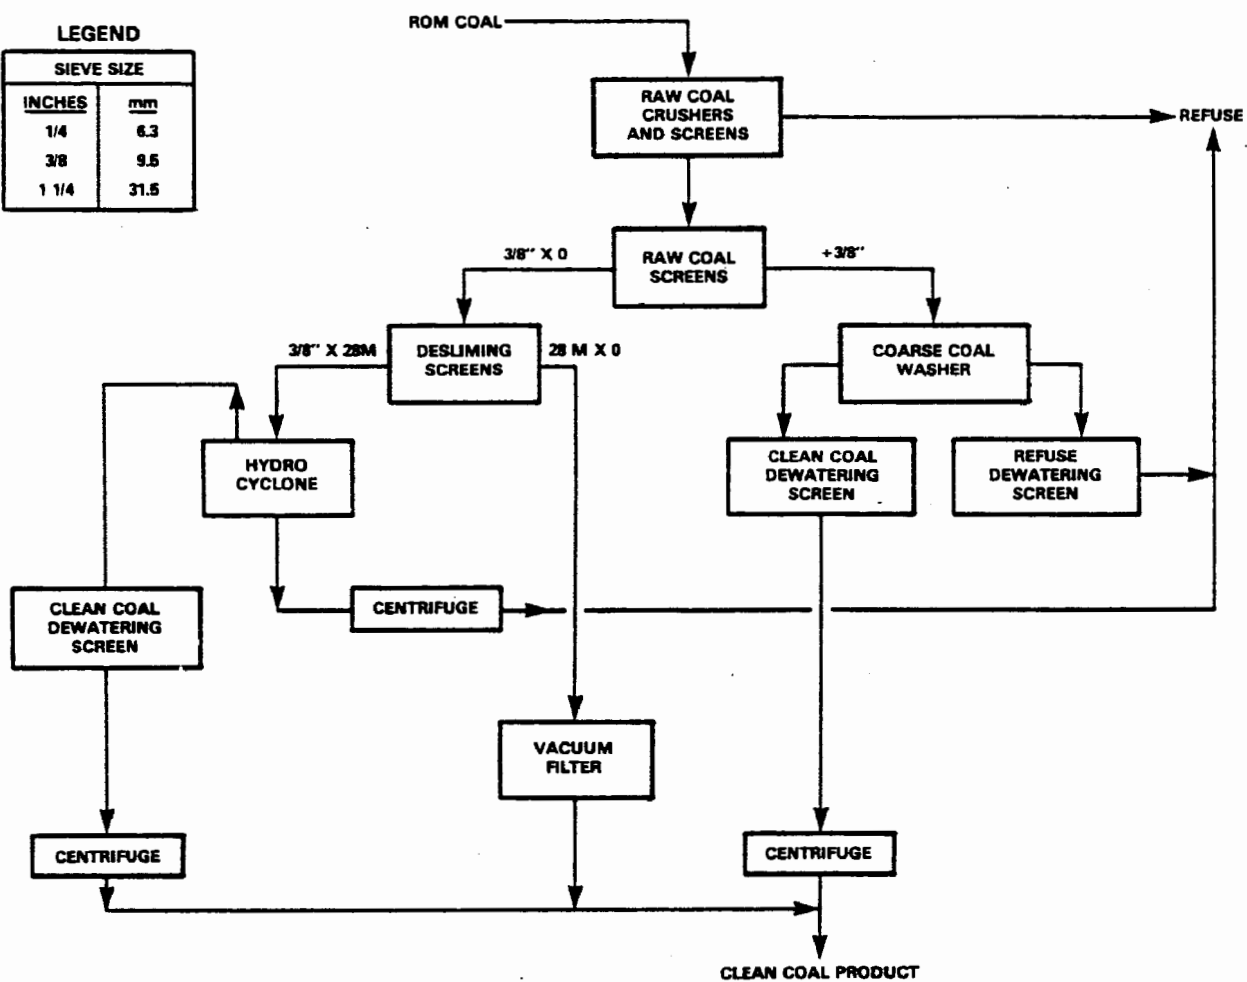 LEGEND
SIEVE SIZE
INCHES mm
1/4 6.3
3/8 9.5
1 1/4 31.5
ROM COAL
RAW COAL
CRUSHERS
AND SCREENS
REFUSE
3/8" X 0
RAW COAL
SCREENS
+3/8"
3/8" X 28M
DESLIMING
SCREENS
28 M X 0
COARSE COAL
WASHER
HYDRO
CYCLONE
CLEAN COAL
DEWATERING
SCREEN
REFUSE
DEWATERING
SCREEN
CLEAN COAL
DEWATERING
SCREEN
CENTRIFUGE
VACUUM
FILTER
CENTRIFUGE
CENTRIFUGE
CLEAN COAL PRODUCT